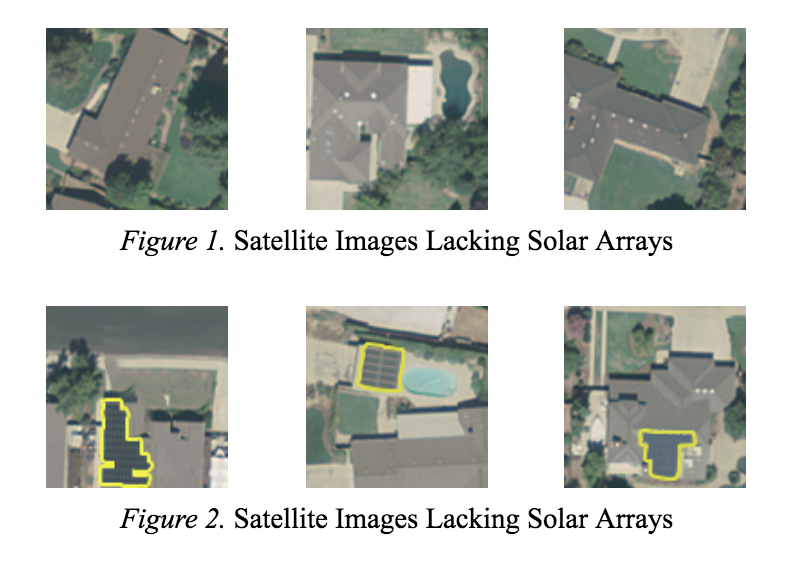 Figure 1. Satellite Images Lacking Solar Arrays
Figure 2. Satellite Images Lacking Solar Arrays